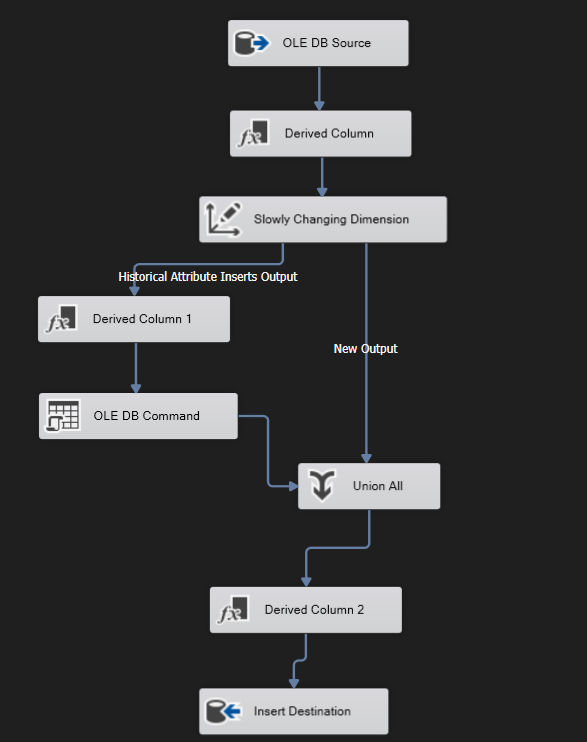 OLE DB Source
Derived Column
Slowly Changing Dimension
Historical Attribute Inserts Output
Derived Column 1
New Output
OLE DB Command
Union All
Derived Column 2
Insert Destination